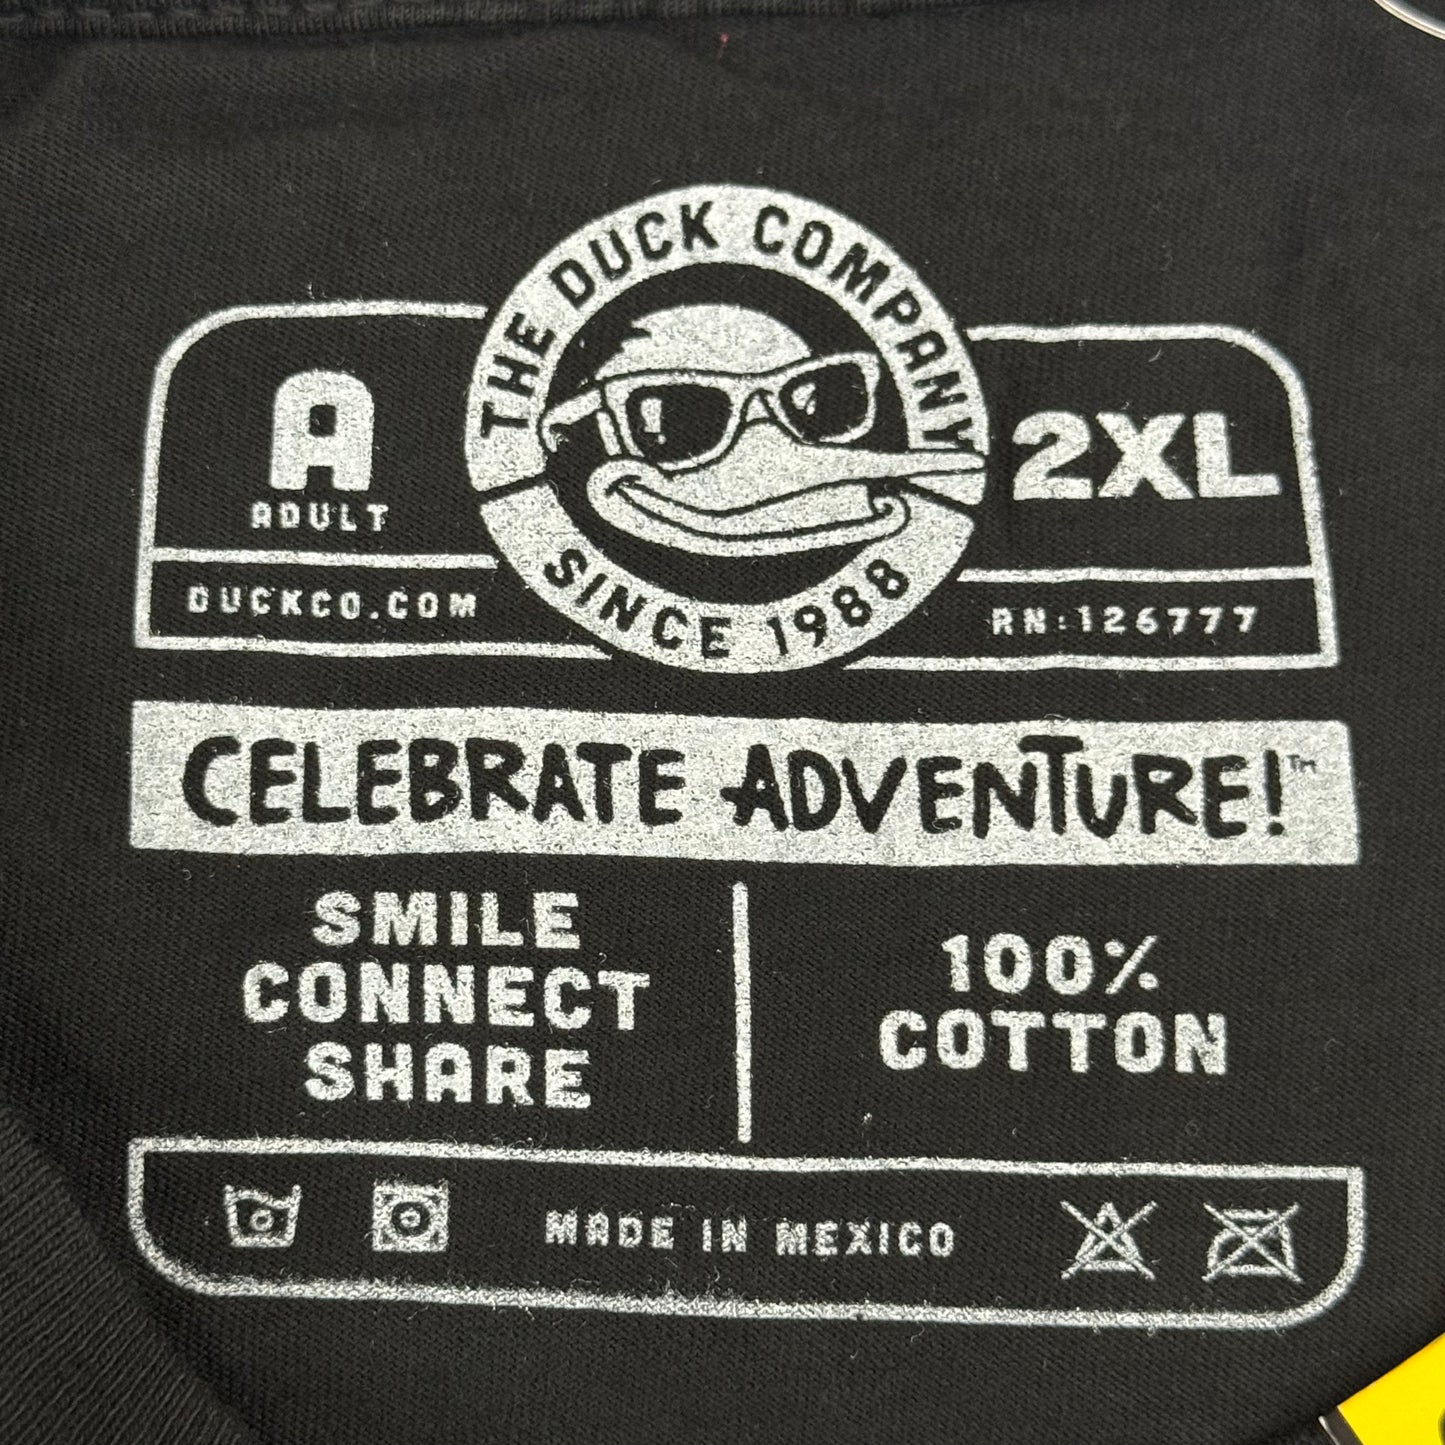 THE DUCK COMPANY
SINCE 1988
A
ADULT
2XL
DUCKCO.COM
RN:126777
CELEBRATE ADVENTURE!™
SMILE
CONNECT
SHARE
100%
COTTON
MADE IN MEXICO